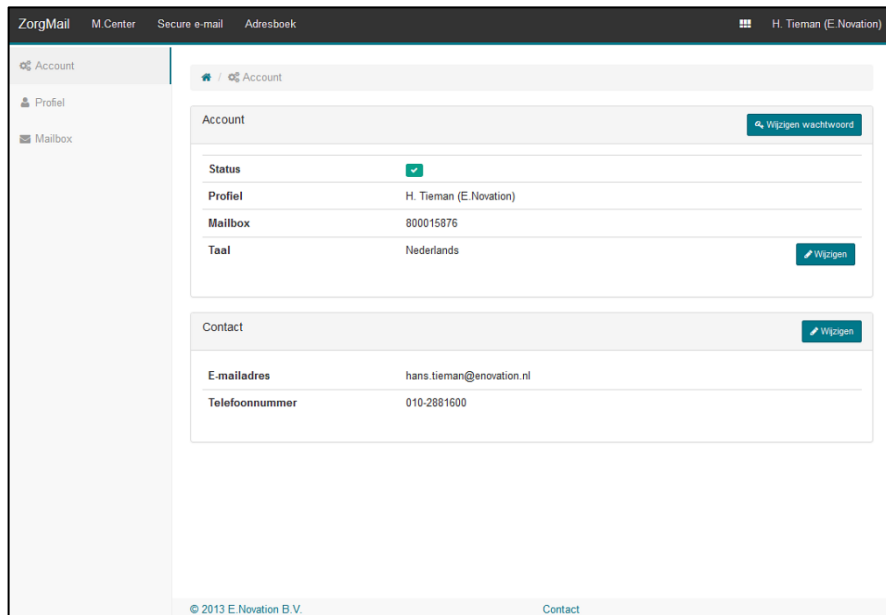 ZorgMail M.Center Secure e-mail Adresboek H. Tieman (E.Novation)
Account
/ Account
Profiel
Account Wijzigen wachtwoord
Mailbox
Status
Profiel H. Tieman (E.Novation)
Mailbox 800015876
Taal Nederlands Wijzigen
Contact Wijzigen
E-mailadres hans.tieman@enovation.nl
Telefoonnummer 010-2881600
© 2013 E.Novation B.V. Contact